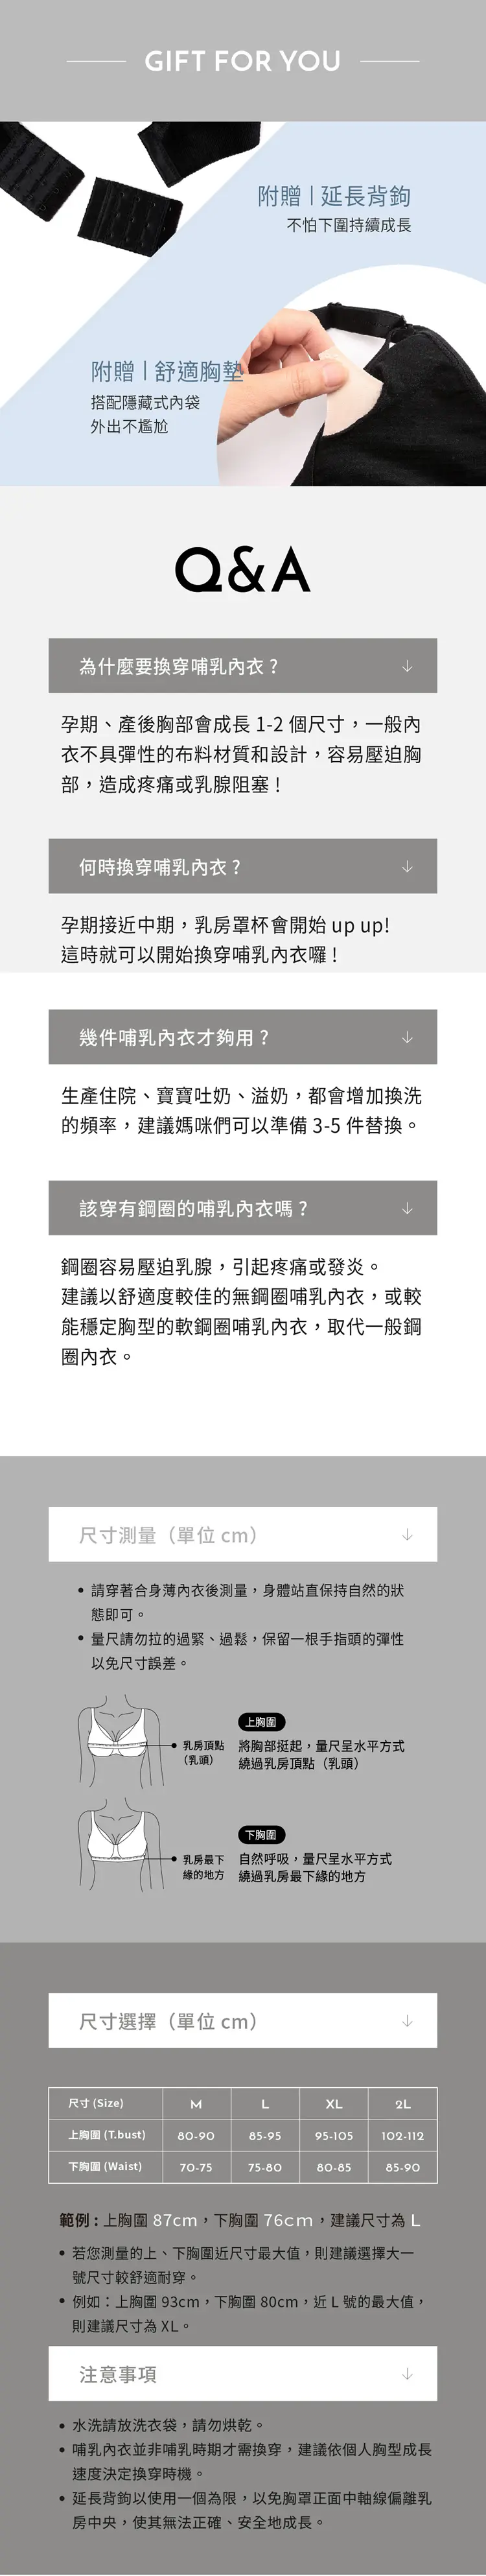 GIFT FOR YOU
附贈｜延長背鉤
不怕下圍持續成長
附贈｜舒適胸墊
搭配隱藏式內袋
外出不尷尬
Q&A
為什麼要換穿哺乳內衣？
孕期、產後胸部會成長 1-2 個尺寸，一般內
衣不具彈性的布料材質和設計，容易壓迫胸
部，造成疼痛或乳腺阻塞！
何時換穿哺乳內衣？
孕期接近中期，乳房罩杯會開始 up up!
這時就可以開始換穿哺乳內衣囉！
幾件哺乳內衣才夠用？
生產住院、寶寶吐奶、溢奶，都會增加換洗
的頻率，建議媽咪們可以準備 3-5 件替換。
該穿有鋼圈的哺乳內衣嗎？
鋼圈容易壓迫乳腺，引起疼痛或發炎。
建議以舒適度較佳的無鋼圈哺乳內衣，或較
能穩定胸型的軟鋼圈哺乳內衣，取代一般鋼
圈內衣。
尺寸測量（單位 cm）
• 請穿著合身薄內衣後測量，身體站直保持自然的狀
態即可。
• 量尺請勿拉的過緊、過鬆，保留一根手指頭的彈性
以免尺寸誤差。
乳房頂點
（乳頭）
上胸圍
將胸部挺起，量尺呈水平方式
繞過乳房頂點（乳頭）
乳房最下
緣的地方
下胸圍
自然呼吸，量尺呈水平方式
繞過乳房最下緣的地方
尺寸選擇（單位 cm）
尺寸 (Size) M L XL 2L
上胸圍 (T.bust) 80-90 85-95 95-105 102-112
下胸圍 (Waist) 70-75 75-80 80-85 85-90
範例：上胸圍 87cm，下胸圍 76cm，建議尺寸為 L
• 若您測量的上、下胸圍近尺寸最大值，則建議選擇大一
號尺寸較舒適耐穿。
• 例如：上胸圍 93cm，下胸圍 80cm，近 L 號的最大值，
則建議尺寸為 XL。
注意事項
• 水洗請放洗衣袋，請勿烘乾。
• 哺乳內衣並非哺乳時期才需換穿，建議依個人胸型成長
速度決定換穿時機。
• 延長背鉤以使用一個為限，以免胸罩正面中軸線偏離乳
房中央，使其無法正確、安全地成長。